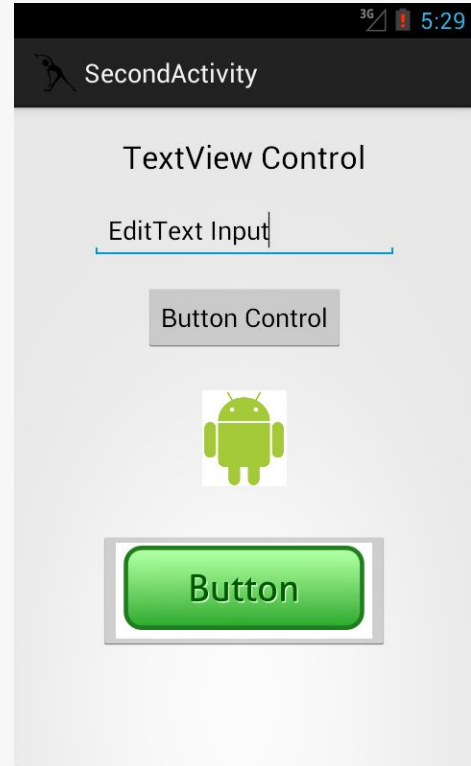 3G 5:29
SecondActivity
TextView Control
EditText Input
Button Control
Button